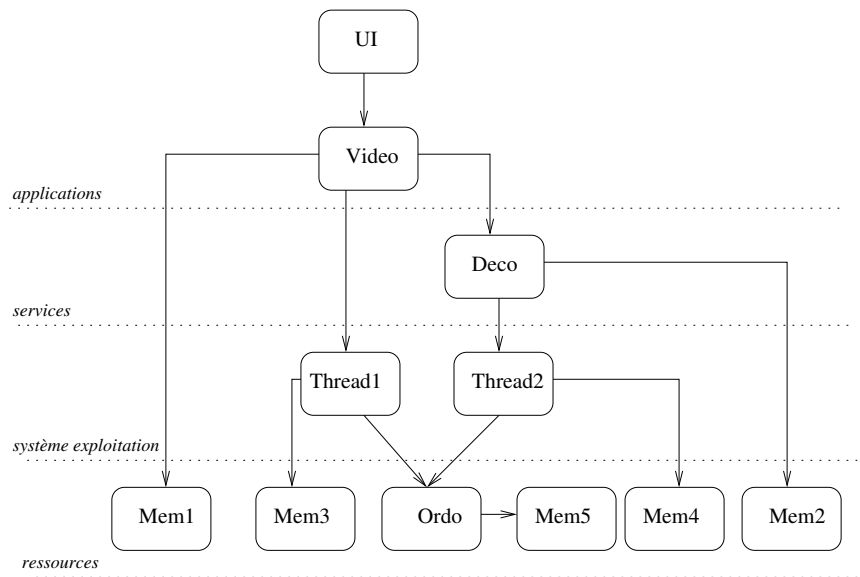 UI
Video
applications
Deco
services
Thread1 Thread2
système exploitation
Mem1 Mem3 Ordo Mem5 Mem4 Mem2
ressources